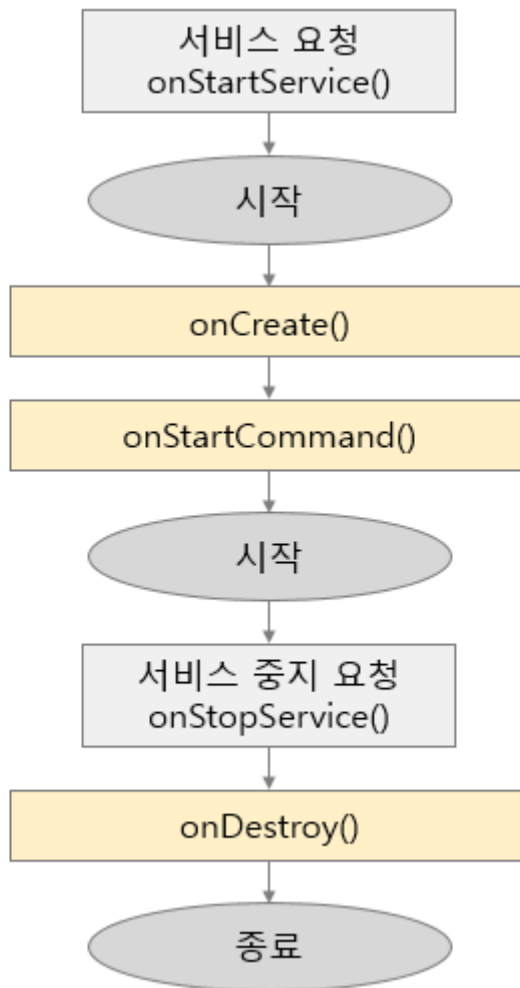 서비스 요청
onStartService()
시작
onCreate()
onStartCommand()
시작
서비스 중지 요청
onStopService()
onDestroy()
종료